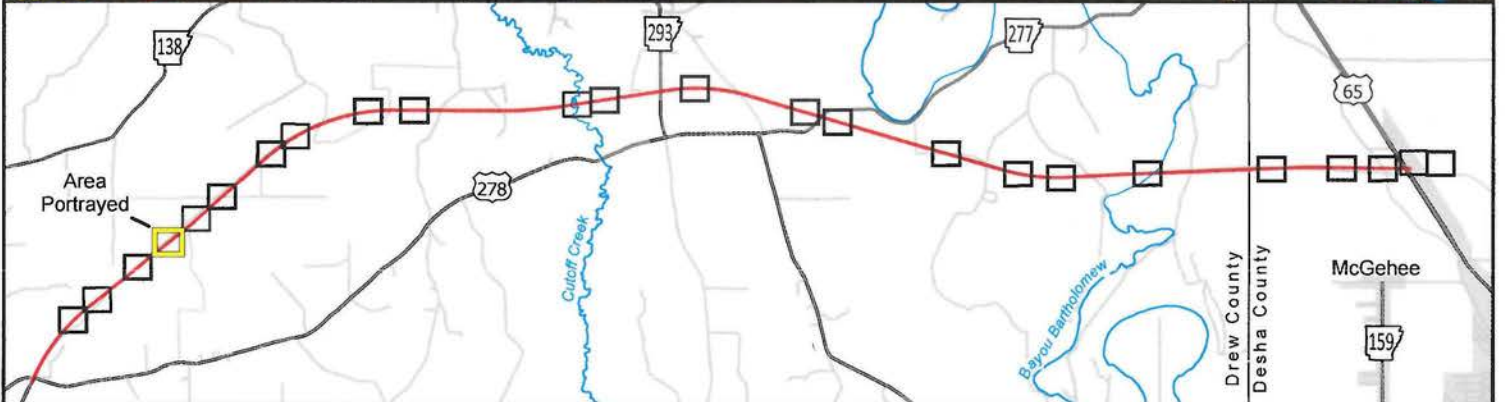 138
293
277
65
Area
Portrayed
278
Cutoff Creek
Bayou Bartholomew
Drew County
Desha County
McGehee
159